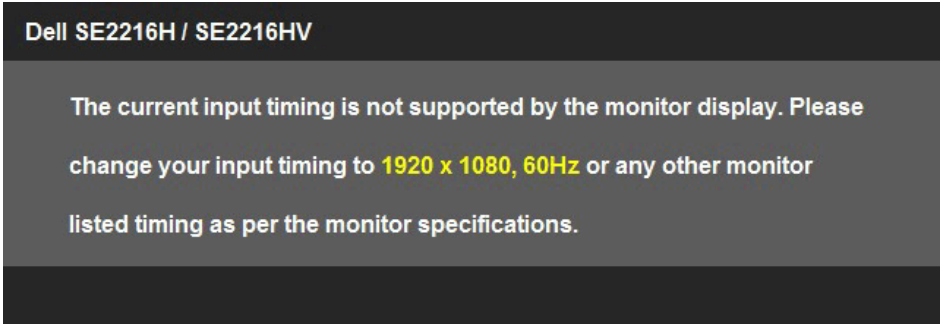 Dell SE2216H / SE2216HV
The current input timing is not supported by the monitor display. Please
change your input timing to 1920 x 1080, 60Hz or any other monitor
listed timing as per the monitor specifications.